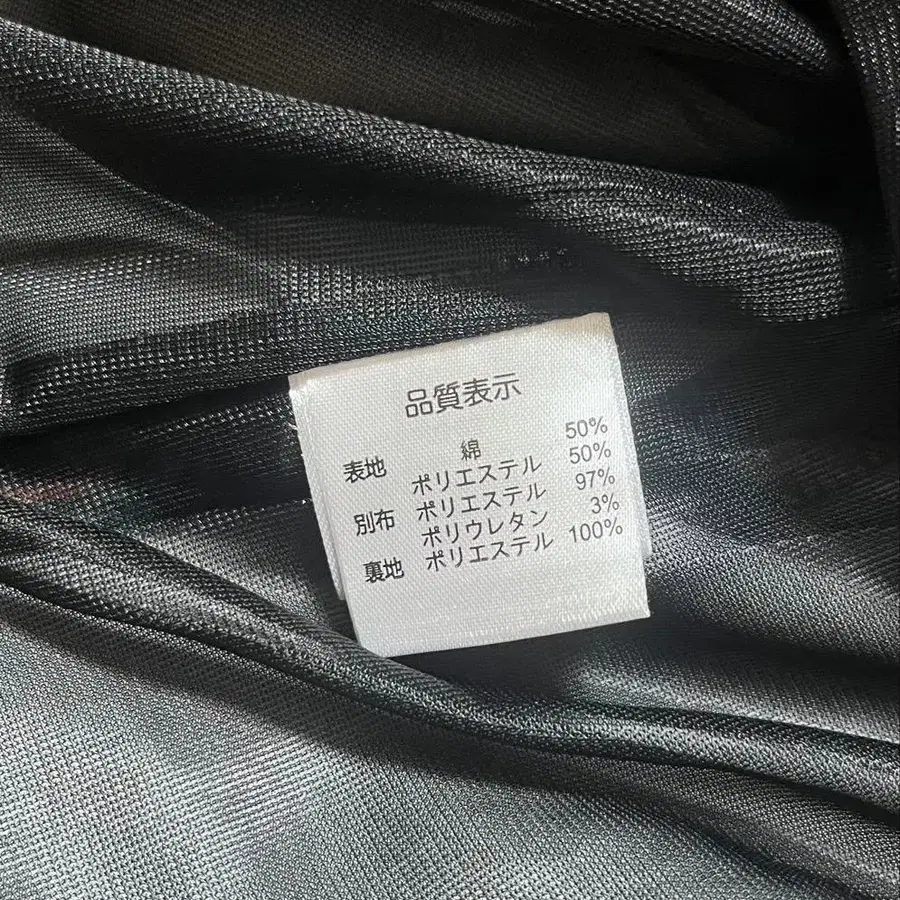 品質表示
表地 綿 50%
ポリエステル 50%
別布 ポリエステル 97%
ポリウレタン 3%
裏地 ポリエステル 100%